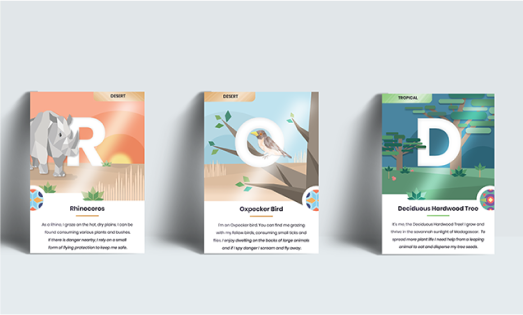 DESERT
R
Rhinoceros
As a rhino, I graze on the hot, dry plains. I can be
found consuming various plants and bushes.
If there is danger nearby, I rely on a small
form of flying protection to keep me safe.
DESERT
O
Oxpecker Bird
I'm an Oxpecker Bird. You can find me grazing
with my fellow birds, consuming small ticks and
flies. I enjoy dwelling on the backs of large animals
and if I spy danger I scream and fly away.
TROPICAL
D
Deciduous Hardwood Tree
It's me, the Deciduous Hardwood Tree! I grow and
thrive in the savannah sunlight of Madagascar. To
spread more plant life I need help from a leaping
animal to eat and disperse my tree seeds.